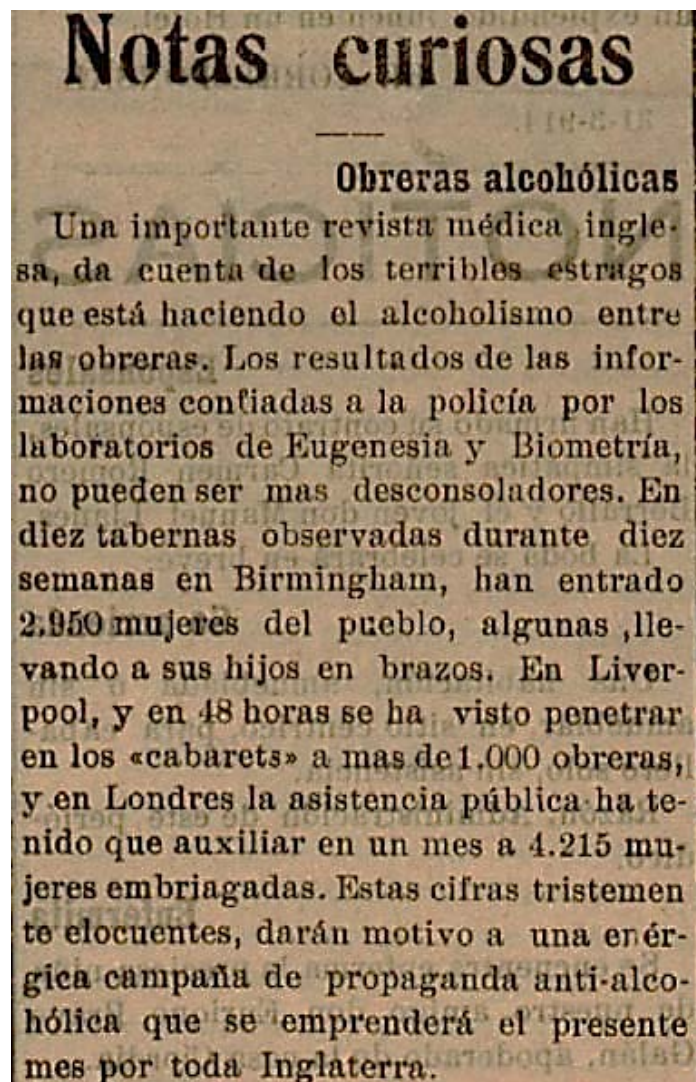 Notas curiosas
Obreras alcohólicas
Una importante revista médica ingle-
sa, da cuenta de los terribles estragos
que está haciendo el alcoholismo entre
las obreras. Los resultados de las infor-
maciones confiadas a la policía por los
laboratorios de Eugenesia y Biometría,
no pueden ser mas desconsoladores. En
diez tabernas observadas durante diez
semanas en Birmingham, han entrado
2.950 mujeres del pueblo, algunas ,lle-
vando a sus hijos en brazos. En Liver-
pool, y en 48 horas se ha visto penetrar
en los «cabarets» a mas de 1.000 obreras,
y en Londres la asistencia pública ha te-
nido que auxiliar en un mes a 4.215 mu-
jeres embriagadas. Estas cifras tristemen
te elocuentes, darán motivo a una enér-
gica campaña de propaganda anti-alco-
hólica que se emprenderá el presente
mes por toda Inglaterra.